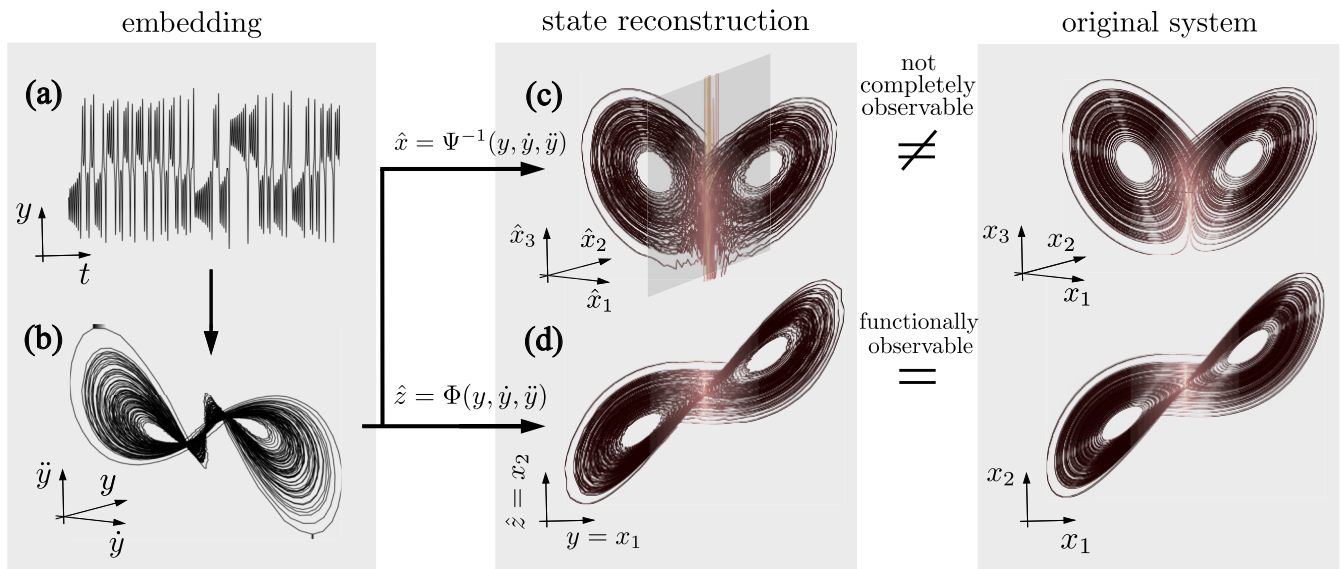 embedding
state reconstruction
original system
(a)
y
t
(b)
ÿ
y
ẏ
x̂ = Ψ⁻¹(y, ẏ, ÿ)
ẑ = Φ(y, ẏ, ÿ)
(c)
x̂₃
x̂₂
x̂₁
(d)
ẑ = x₂
y = x₁
not
completely
observable
≠
functionally
observable
=
x₃
x₂
x₁
x₂
x₁